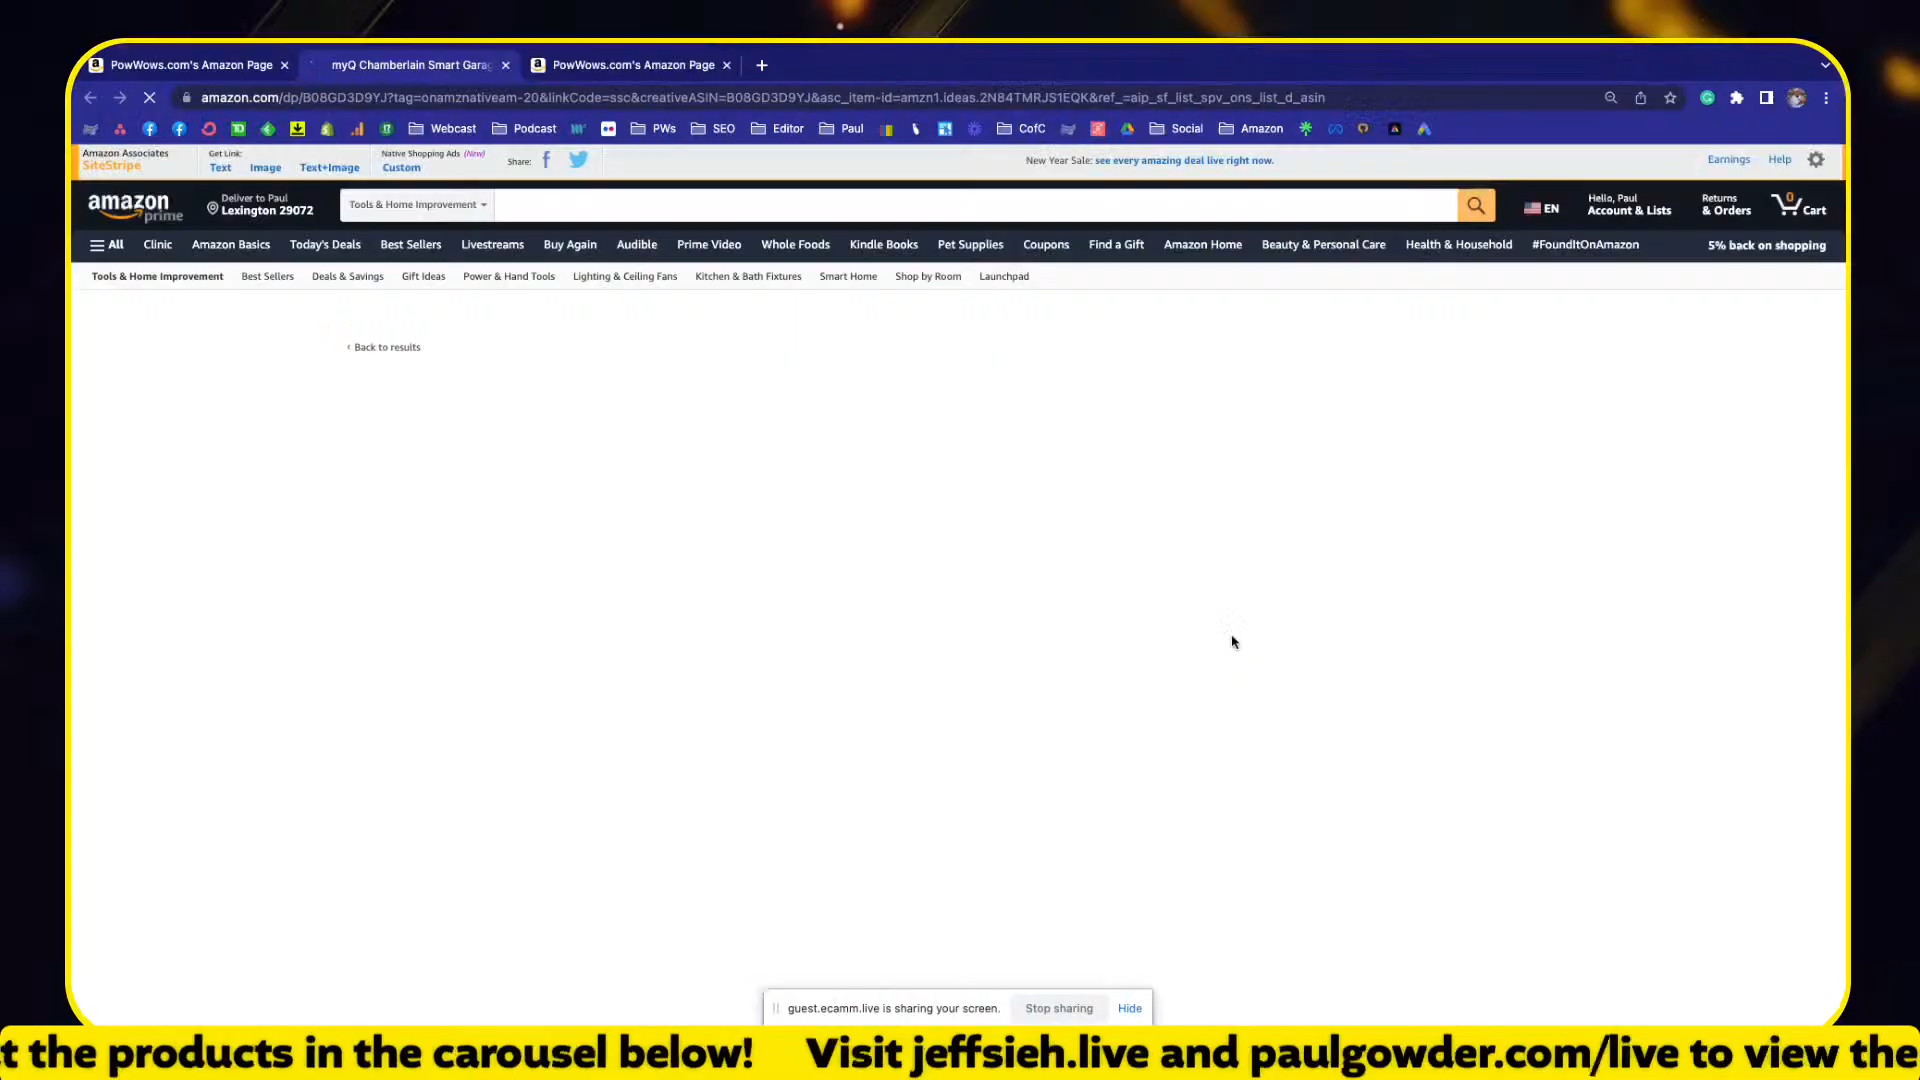 PowWows.com's Amazon Page
myQ Chamberlain Smart Garag
PowWows.com's Amazon Page
amazon.com/dp/B08GD3D9YJ?tag=onamznativeam-20&linkCode=ssc&creativeASIN=B08GD3D9YJ&asc_item-id=amzn1.ideas.2N84TMRJS1EQK&ref_=aip_sf_list_spv_ons_list_d_asin
Webcast Podcast PWs SEO Editor Paul CofC Social Amazon
Amazon Associates
SiteStripe
Get Link:
Text Image Text+Image
Native Shopping Ads (New)
Custom
Share:
New Year Sale: see every amazing deal live right now.
Earnings Help
amazon
prime
Deliver to Paul
Lexington 29072
Tools & Home Improvement
EN
Hello, Paul
Account & Lists
Returns
& Orders
0
Cart
All Clinic Amazon Basics Today's Deals Best Sellers Livestreams Buy Again Audible Prime Video Whole Foods Kindle Books Pet Supplies Coupons Find a Gift Amazon Home Beauty & Personal Care Health & Household #FoundItOnAmazon 5% back on shopping
Tools & Home Improvement Best Sellers Deals & Savings Gift Ideas Power & Hand Tools Lighting & Ceiling Fans Kitchen & Bath Fixtures Smart Home Shop by Room Launchpad
‹ Back to results
guest.ecamm.live is sharing your screen. Stop sharing Hide
t the products in the carousel below! Visit jeffsieh.live and paulgowder.com/live to view the